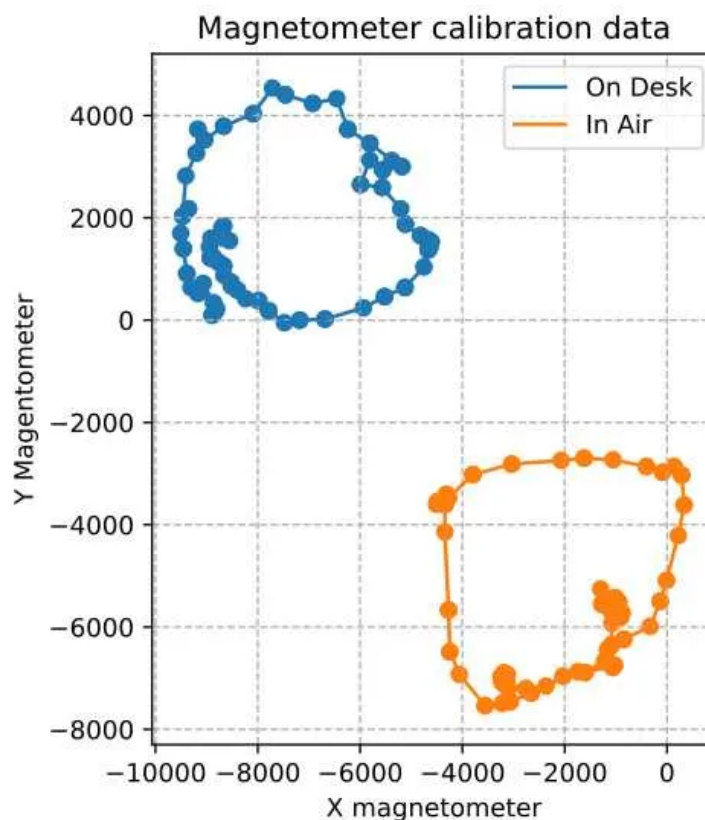 Magnetometer calibration data
On Desk
In Air
4000
2000
0
−2000
−4000
−6000
−8000
Y Magentometer
−10000 −8000 −6000 −4000 −2000 0
X magnetometer